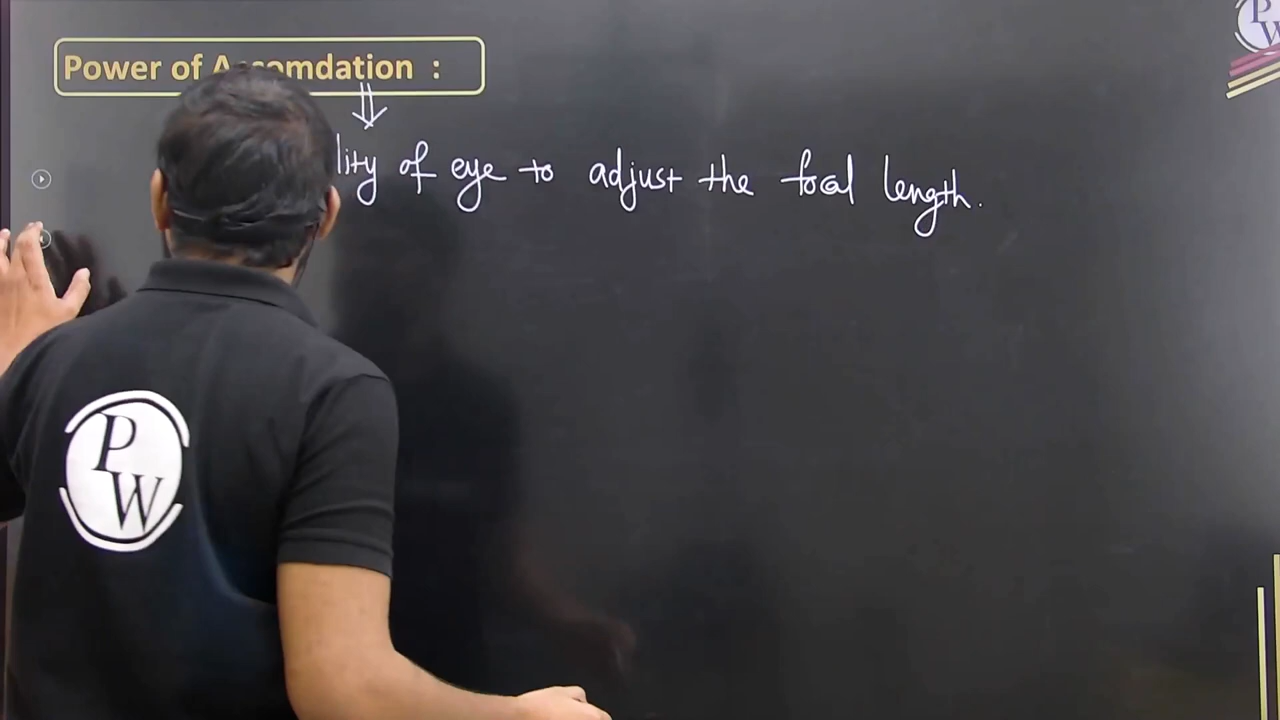 Power of A comdation :
lity of eye to adjust the focal length.
P
W
P
W